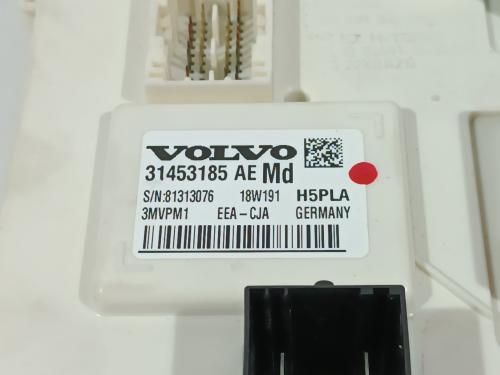 VOLVO
31453185 AE Md
S/N:81313076 18W191 H5PLA
3MVPM1 EEA-CJA GERMANY